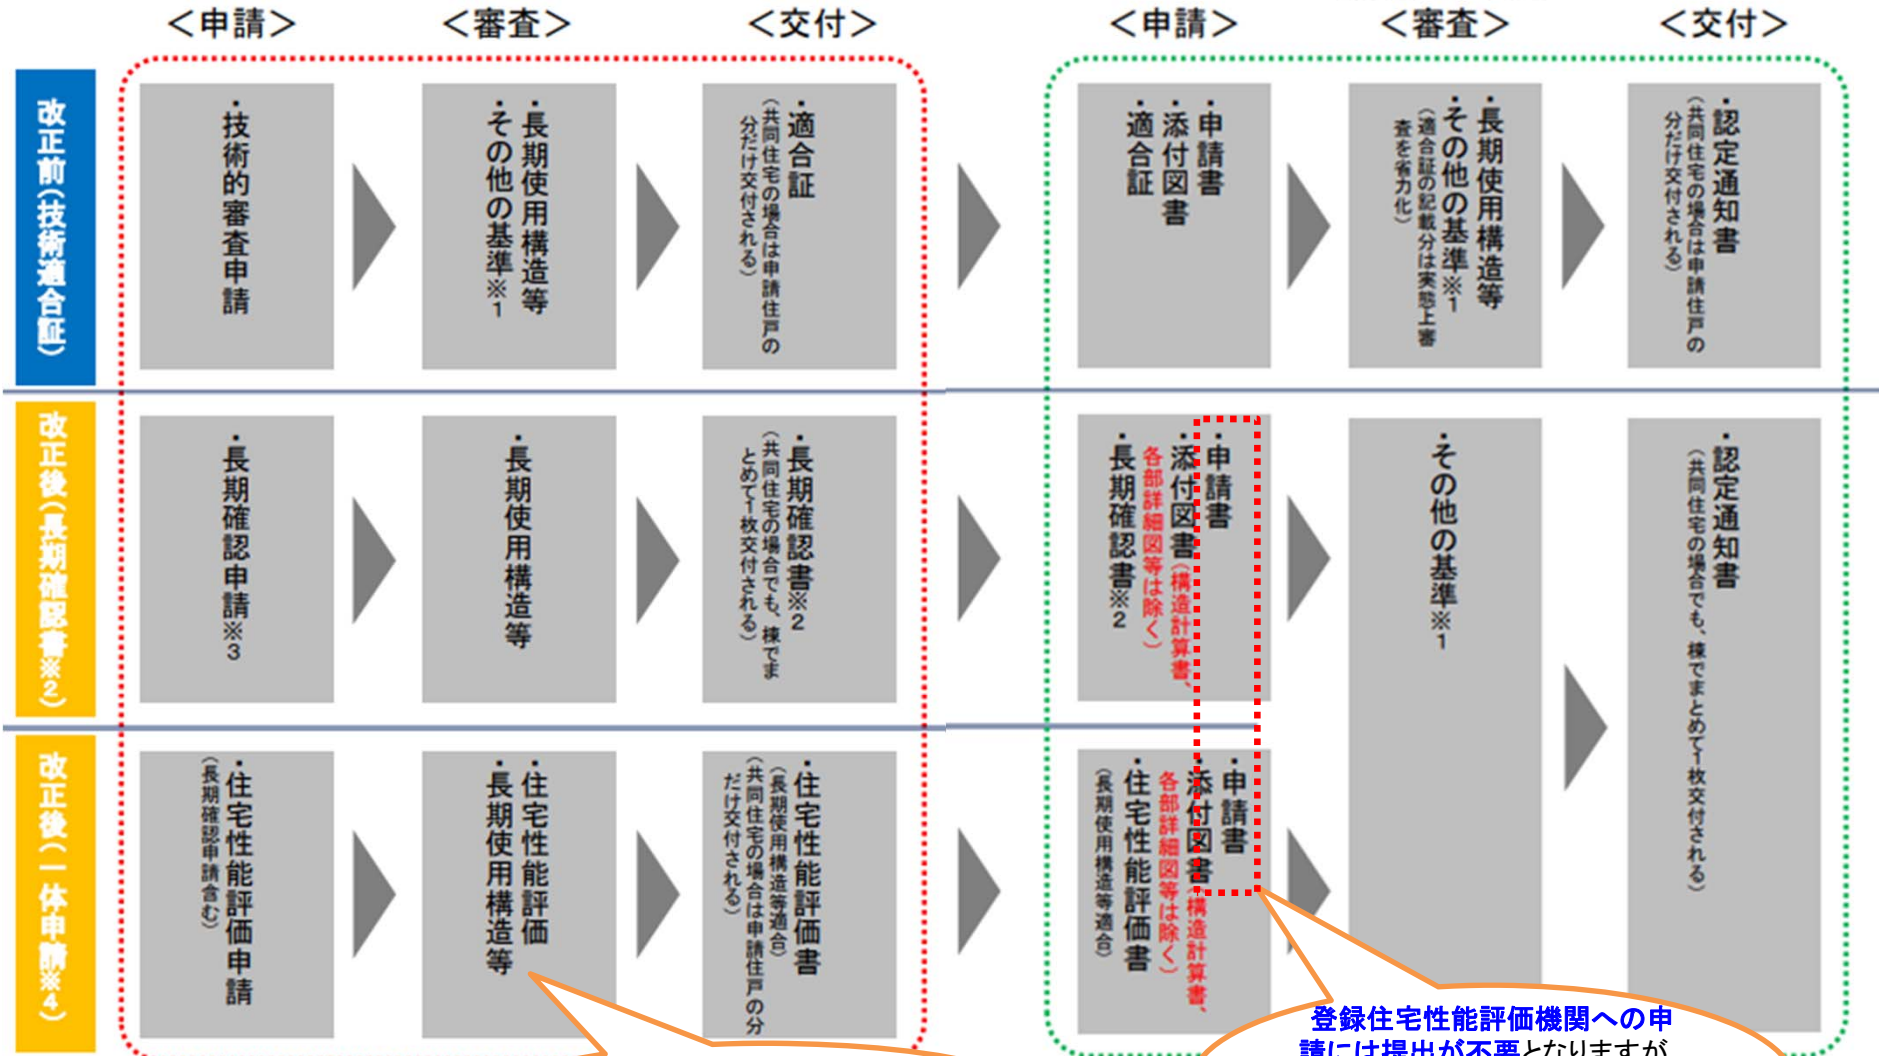 ＜申請＞
＜審査＞
＜交付＞
＜申請＞
＜審査＞
＜交付＞
改正前（技術適合証）
・技術的審査申請
・長期使用構造等
・その他の基準※1
・適合証
（共同住宅の場合は申請住戸の
分だけ交付される）
・申請書
・添付図書
・適合証
・長期使用構造等
・その他の基準※1
（適合証の記載分は実態上審
査を省力化）
・認定通知書
（共同住宅の場合は申請住戸の
分だけ交付される）
改正後（長期確認書※2）
・長期確認申請※3
・長期使用構造等
・長期確認書※2
（共同住宅の場合でも、棟でま
とめて1枚交付される）
・申請書
・添付図書（構造計算書、
各部詳細図等は除く）
・長期確認書※2
・その他の基準※1
・認定通知書
（共同住宅の場合でも、棟でまとめて1枚交付される）
改正後（一体申請※4）
・住宅性能評価申請
（長期確認申請含む）
・住宅性能評価
・長期使用構造等
・住宅性能評価書
（長期使用構造等適合）
（共同住宅の場合は申請住戸の分
だけ交付される）
・申請書
・添付図書（構造計算書、
各部詳細図等は除く）
・住宅性能評価書
（長期使用構造等適合）
登録住宅性能評価機関への申
請には提出が不要となりますが